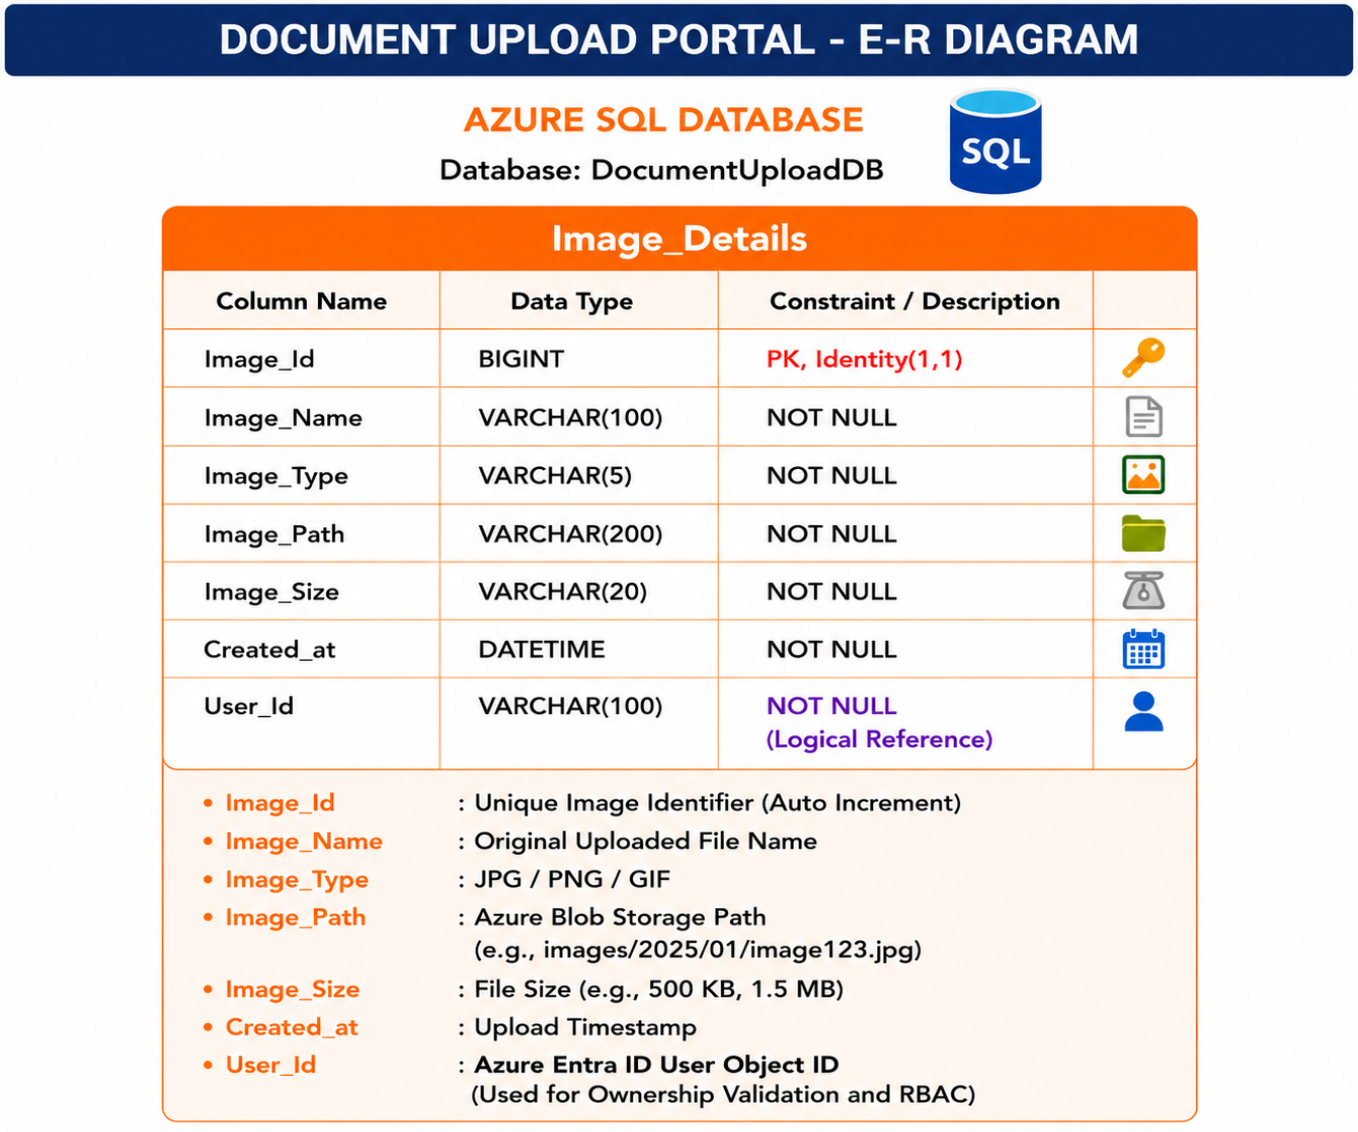 DOCUMENT UPLOAD PORTAL - E-R DIAGRAM
AZURE SQL DATABASE
Database: DocumentUploadDB
SQL
Image_Details
Column Name Data Type Constraint / Description
Image_Id BIGINT PK, Identity(1,1)
Image_Name VARCHAR(100) NOT NULL
Image_Type VARCHAR(5) NOT NULL
Image_Path VARCHAR(200) NOT NULL
Image_Size VARCHAR(20) NOT NULL
Created_at DATETIME NOT NULL
User_Id VARCHAR(100) NOT NULL
(Logical Reference)
• Image_Id : Unique Image Identifier (Auto Increment)
• Image_Name : Original Uploaded File Name
• Image_Type : JPG / PNG / GIF
• Image_Path : Azure Blob Storage Path
(e.g., images/2025/01/image123.jpg)
• Image_Size : File Size (e.g., 500 KB, 1.5 MB)
• Created_at : Upload Timestamp
• User_Id : Azure Entra ID User Object ID
(Used for Ownership Validation and RBAC)